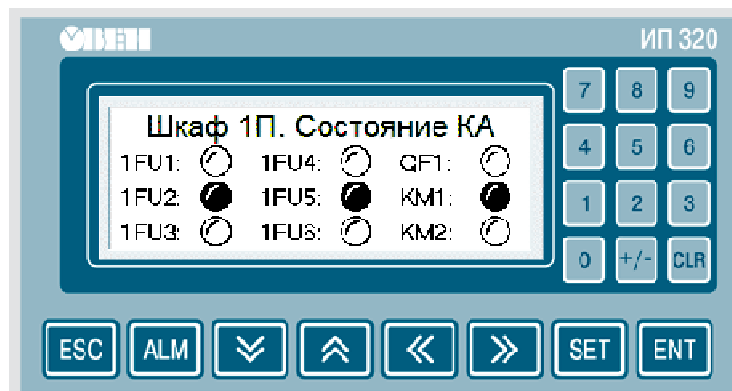 ОВЕН
ИП 320
Шкаф 1П. Состояние КА
1FU1: 1FU4: QF1:
1FU2: 1FU5: KM1:
1FU3: 1FU6: KM2:
7 8 9
4 5 6
1 2 3
0 +/- CLR
ESC ALM SET ENT